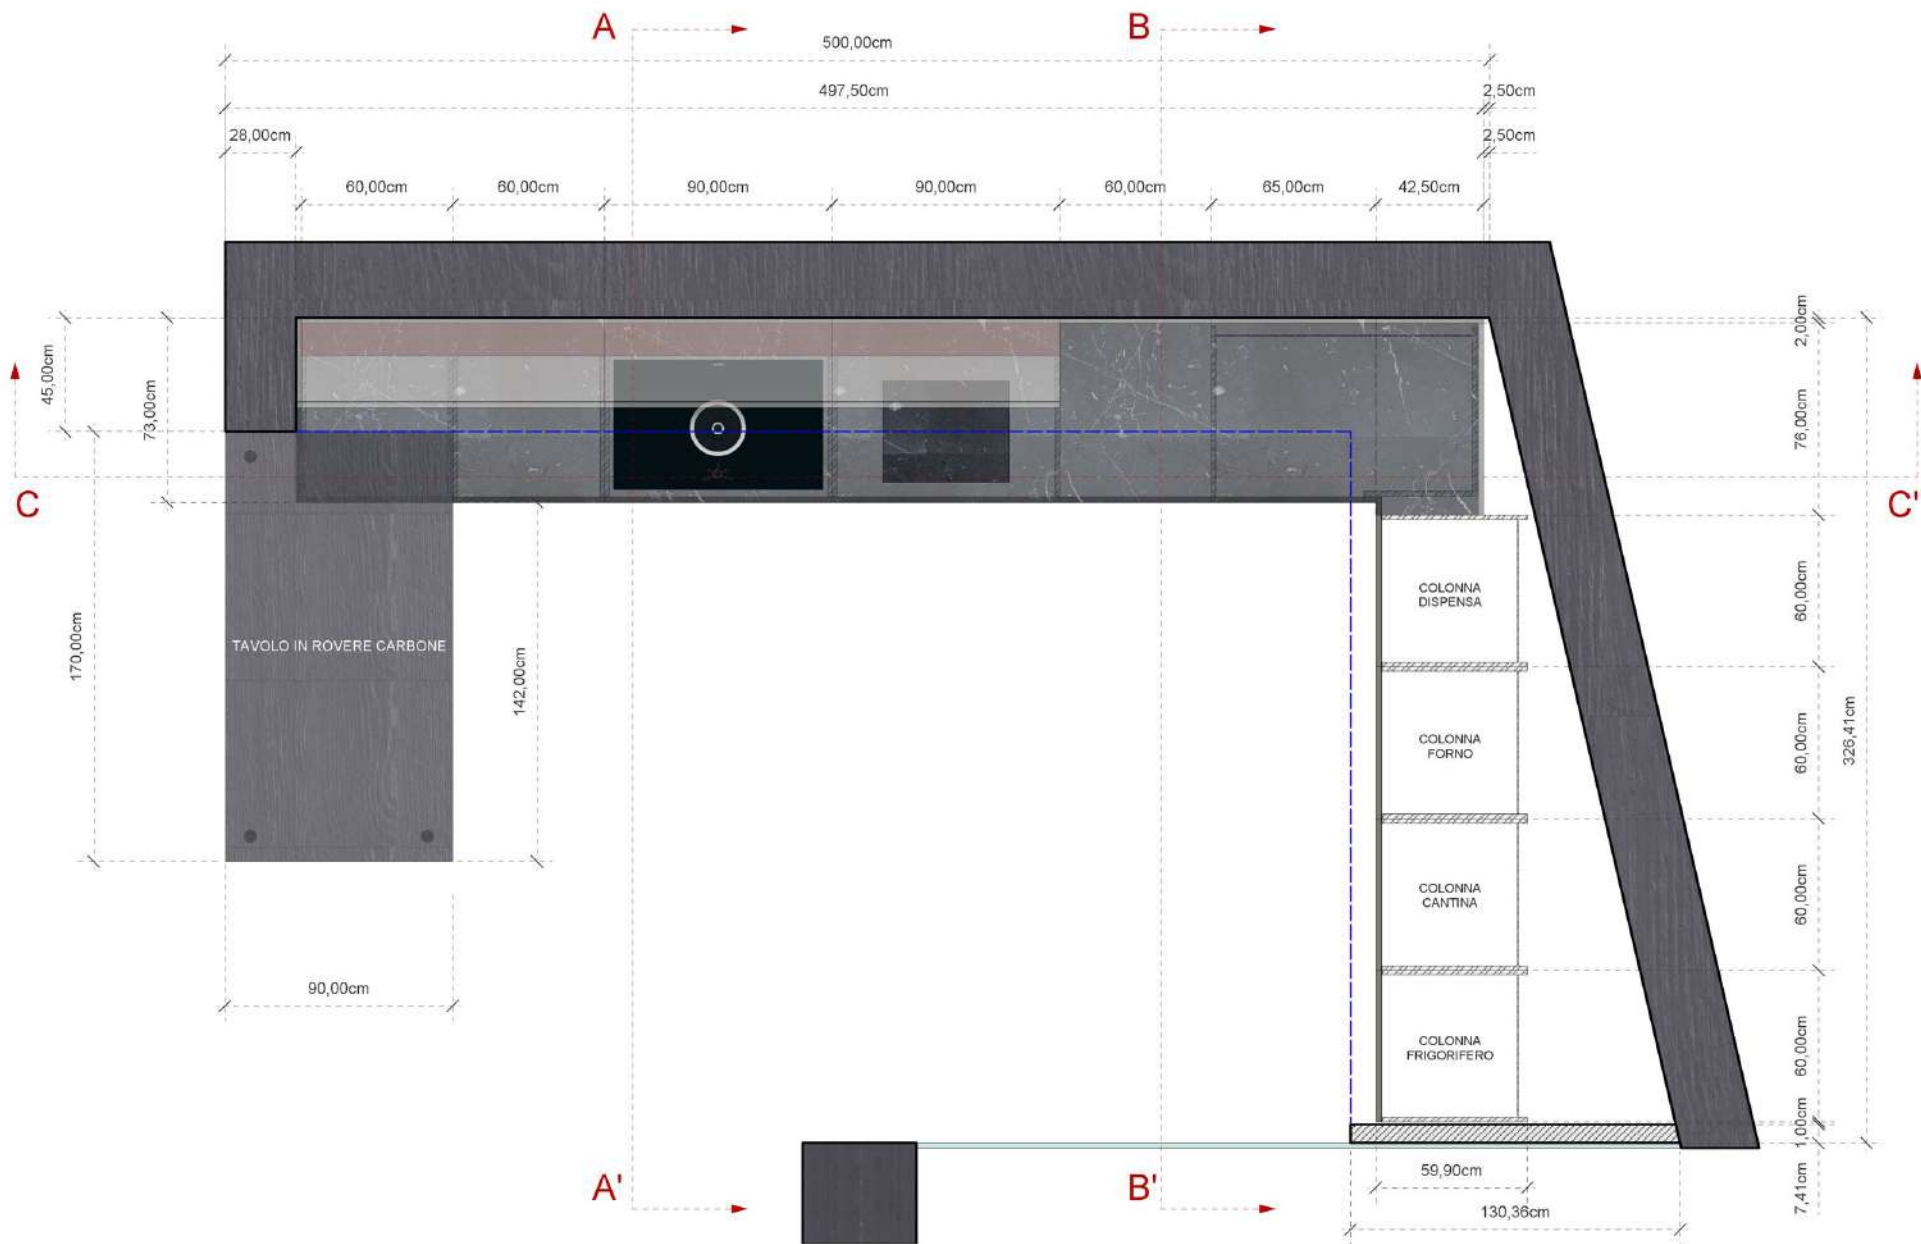 A
B
500,00cm
497,50cm
2,50cm
28,00cm
2,50cm
60,00cm
60,00cm
90,00cm
90,00cm
60,00cm
65,00cm
42,50cm
45,00cm
73,00cm
2,00cm
76,00cm
C
C'
COLONNA
DISPENSA
60,00cm
170,00cm
TAVOLO IN ROVERE CARBONE
142,00cm
COLONNA
FORNO
60,00cm
326,41cm
COLONNA
CANTINA
60,00cm
90,00cm
COLONNA
FRIGORIFERO
60,00cm
1,00cm
A'
B'
59,90cm
7,41cm
130,36cm